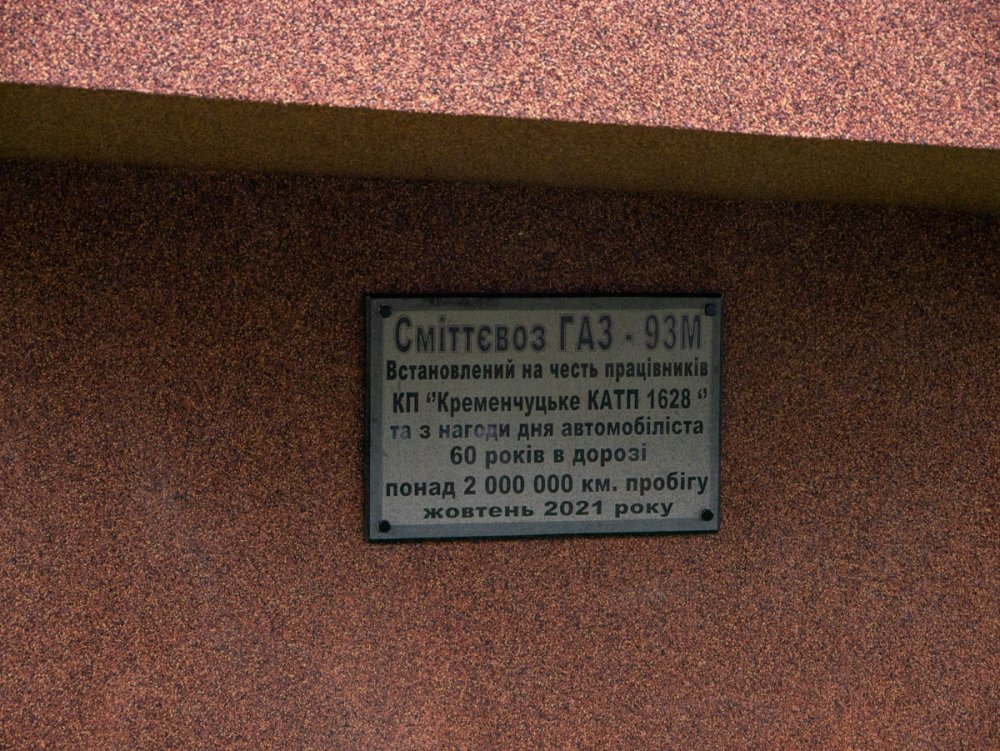 Сміттєвоз ГАЗ - 93М
Встановлений на честь працівників
КП “Кременчуцьке КАТП 1628 “
та з нагоди дня автомобіліста
60 років в дорозі
понад 2 000 000 км. пробігу
жовтень 2021 року